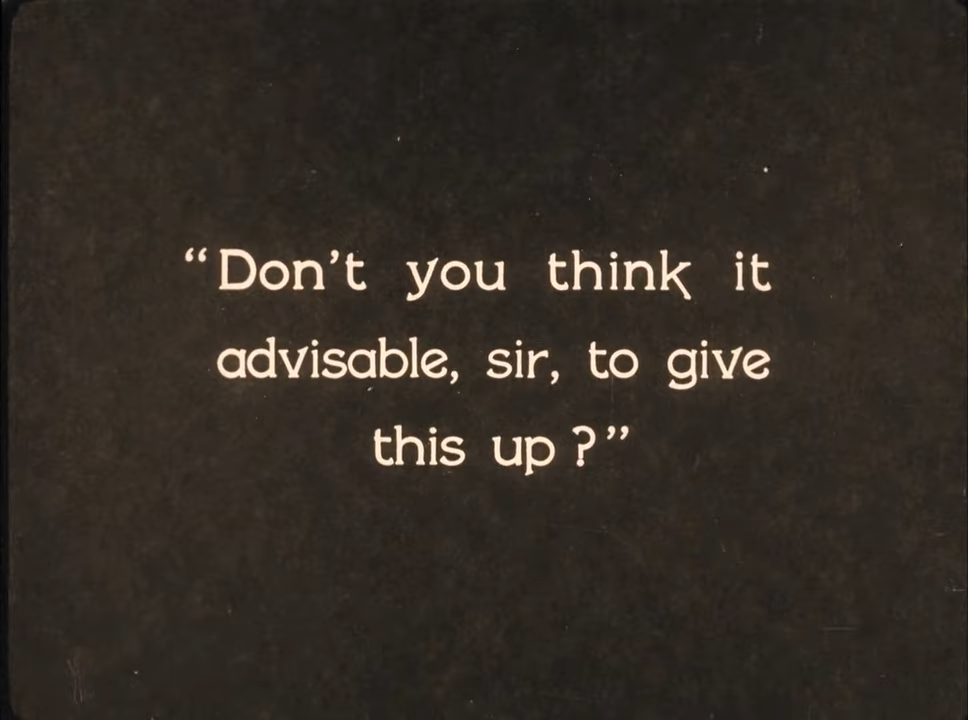 “Don’t you think it
advisable, sir, to give
this up?”